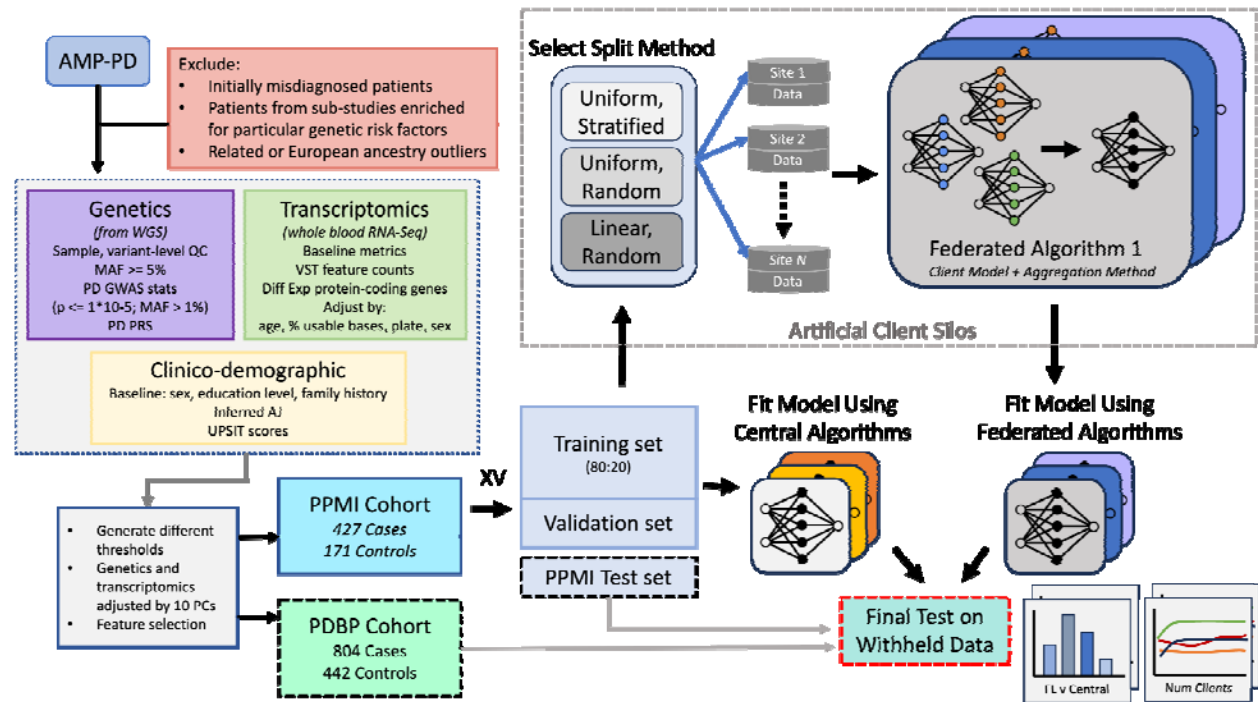 AMP-PD
Exclude:
• Initially misdiagnosed patients
• Patients from sub-studies enriched
for particular genetic risk factors
• Related or European ancestry outliers
Genetics
(from WGS)
Sample, variant-level QC
MAF >= 5%
PD GWAS stats
(p <= 1*10-5; MAF > 1%)
PD PRS
Transcriptomics
(whole blood RNA-Seq)
Baseline metrics
VST feature counts
Diff Exp protein-coding genes
Adjust by:
age, % usable bases, plate, sex
Clinico-demographic
Baseline: sex, education level, family history
Inferred AJ
UPSIT scores
• Generate different
thresholds
• Genetics and
transcriptomics
adjusted by 10 PCs
• Feature selection
PPMI Cohort
427 Cases
171 Controls
PDBP Cohort
804 Cases
442 Controls
XV
Training set
(80:20)
Validation set
PPMI Test set
Select Split Method
Uniform,
Stratified
Uniform,
Random
Linear,
Random
Site 1
Data
Site 2
Data
Site N
Data
Federated Algorithm 1
Client Model + Aggregation Method
Artificial Client Silos
Fit Model Using
Central Algorithms
Fit Model Using
Federated Algorithms
Final Test on
Withheld Data
FL v Central
Num Clients